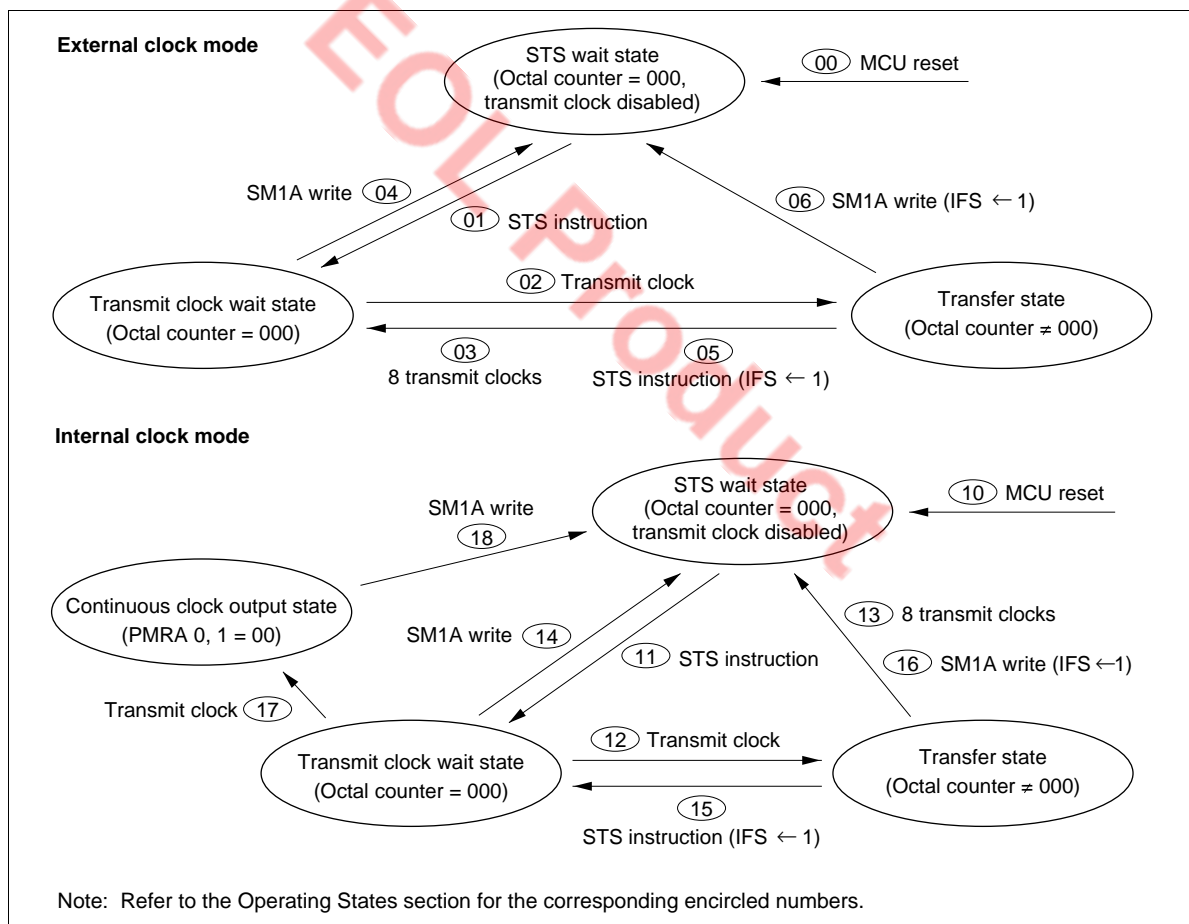 External clock mode
STS wait state
(Octal counter = 000,
transmit clock disabled)
00 MCU reset
SM1A write 04
01 STS instruction
06 SM1A write (IFS ← 1)
Transmit clock wait state
(Octal counter = 000)
02 Transmit clock
Transfer state
(Octal counter ≠ 000)
03
8 transmit clocks
05
STS instruction (IFS ← 1)
Internal clock mode
STS wait state
(Octal counter = 000,
transmit clock disabled)
10 MCU reset
SM1A write
18
Continuous clock output state
(PMRA 0, 1 = 00)
SM1A write 14
11 STS instruction
13 8 transmit clocks
16 SM1A write (IFS ←1)
Transmit clock 17
Transmit clock wait state
(Octal counter = 000)
12 Transmit clock
Transfer state
(Octal counter ≠ 000)
15
STS instruction (IFS ← 1)
Note: Refer to the Operating States section for the corresponding encircled numbers.
EOL Product